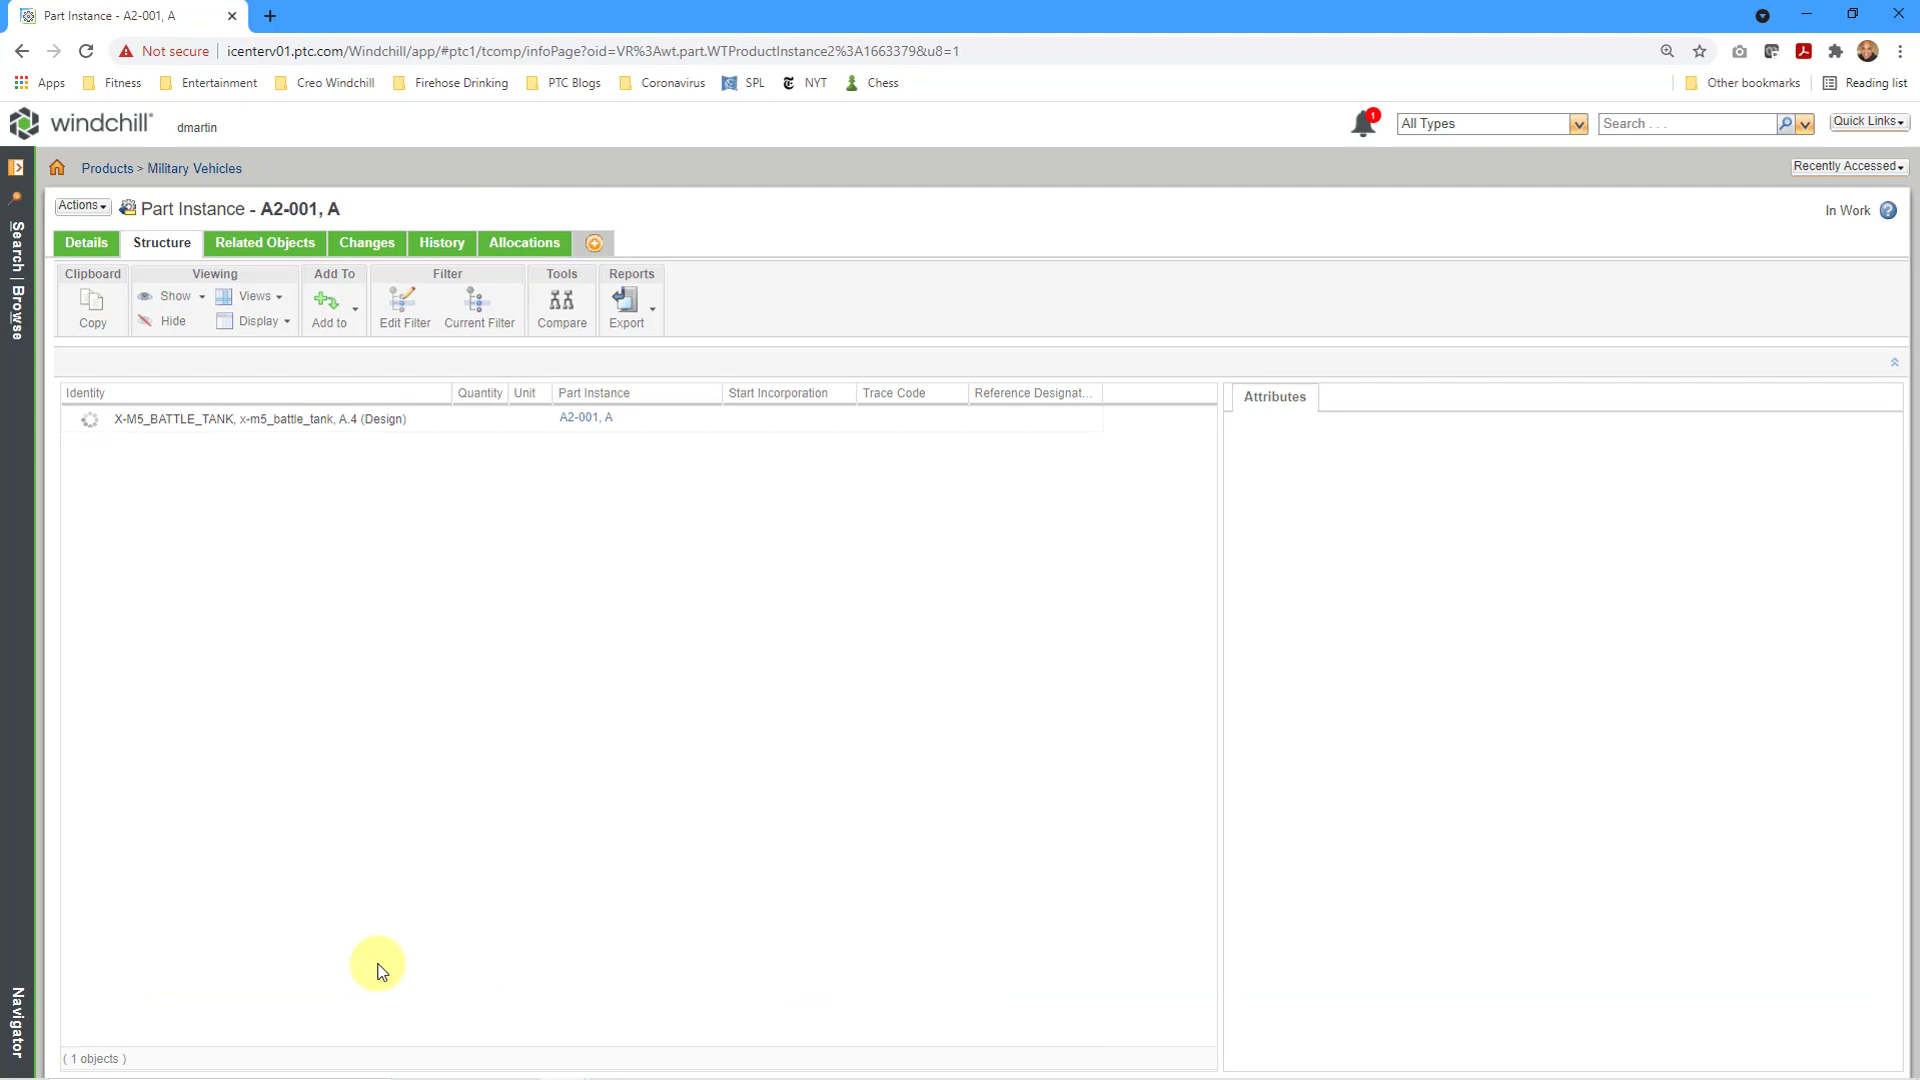 Part Instance - A2-001, A
Not secure
icenterv01.ptc.com/Windchill/app/#ptc1/tcomp/infoPage?oid=VR%3Awt.part.WTProductInstance2%3A1663379&u8=1
Apps Fitness Entertainment Creo Windchill Firehose Drinking PTC Blogs Coronavirus SPL NYT Chess Other bookmarks Reading list
windchill dmartin 1 All Types Search . . . Quick Links
Products > Military Vehicles Recently Accessed
Actions Part Instance - A2-001, A In Work
Details Structure Related Objects Changes History Allocations
Clipboard Viewing Add To Filter Tools Reports
Show Views
Hide Display
Copy Add to Edit Filter Current Filter Compare Export
Search | Browse
Identity Quantity Unit Part Instance Start Incorporation Trace Code Reference Designat... Attributes
X-M5_BATTLE_TANK, x-m5_battle_tank, A.4 (Design) A2-001, A
Navigator
( 1 objects )